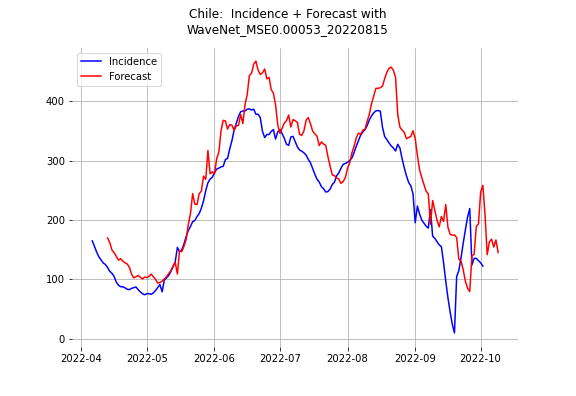 Chile:  Incidence + Forecast with
WaveNet_MSE0.00053_20220815
Incidence
Forecast
400
300
200
100
0
2022-04 2022-05 2022-06 2022-07 2022-08 2022-09 2022-10